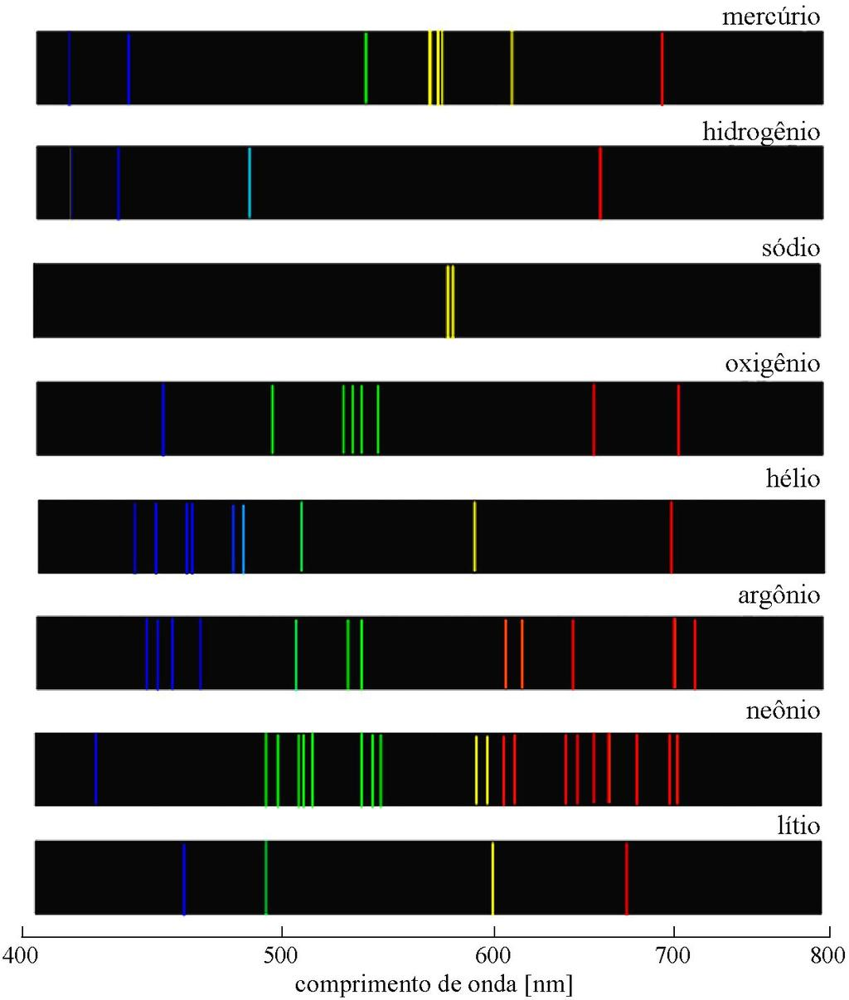 mercúrio
hidrogênio
sódio
oxigênio
hélio
argônio
neônio
lítio
400 500 600 700 800
comprimento de onda [nm]